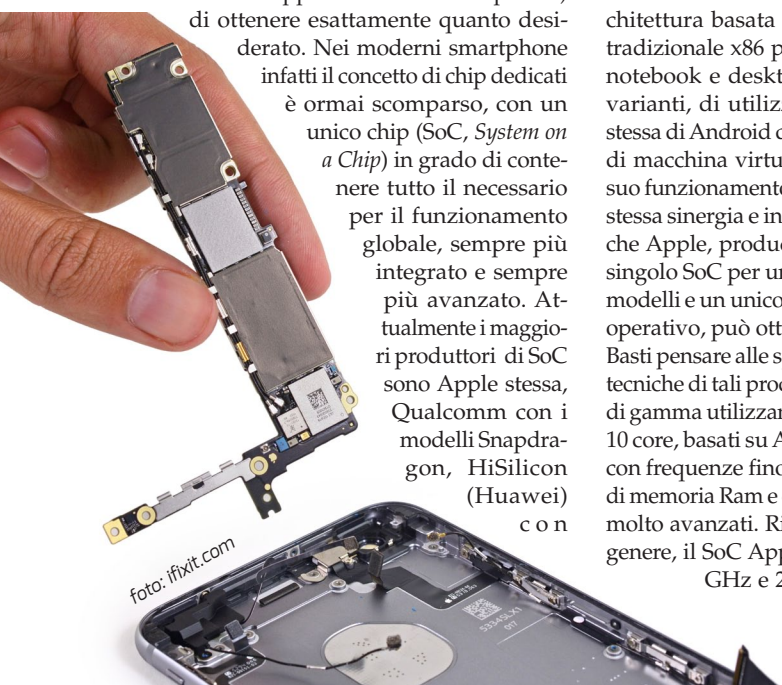 di ottenere esattamente quanto desi-
derato. Nei moderni smartphone
infatti il concetto di chip dedicati
è ormai scomparso, con un
unico chip (SoC, System on
a Chip) in grado di conte-
nere tutto il necessario
per il funzionamento
globale, sempre più
integrato e sempre
più avanzato. At-
tualmente i maggio-
ri produttori di SoC
sono Apple stessa,
Qualcomm con i
modelli Snapdra-
gon, HiSilicon
(Huawei)
con
foto: ifixit.com
chitettura basata
tradizionale x86 p
notebook e deskt
varianti, di utiliz
stessa di Android
di macchina virtu
suo funzionamento
stessa sinergia e in
che Apple, produc
singolo SoC per un
modelli e un unico
operativo, può ott
Basti pensare alle s
tecniche di tali prod
di gamma utilizzan
10 core, basati su A
con frequenze fino
di memoria Ram e
molto avanzati. Ri
genere, il SoC App
GHz e 2
5334SLX1
017